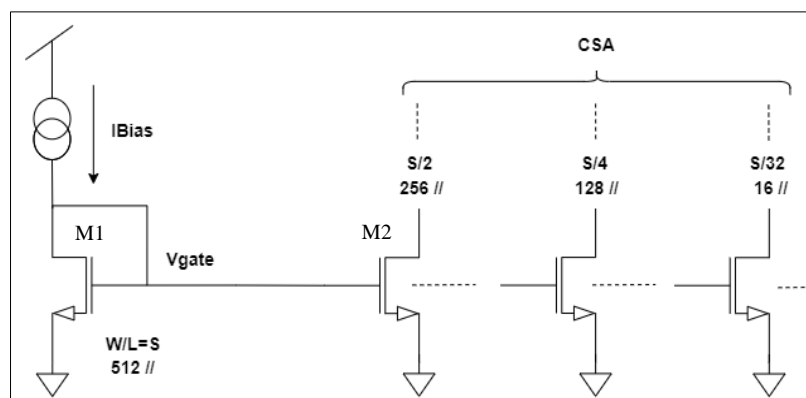 CSA
IBias
S/2
256 //
S/4
128 //
S/32
16 //
M1
Vgate
M2
W/L=S
512 //